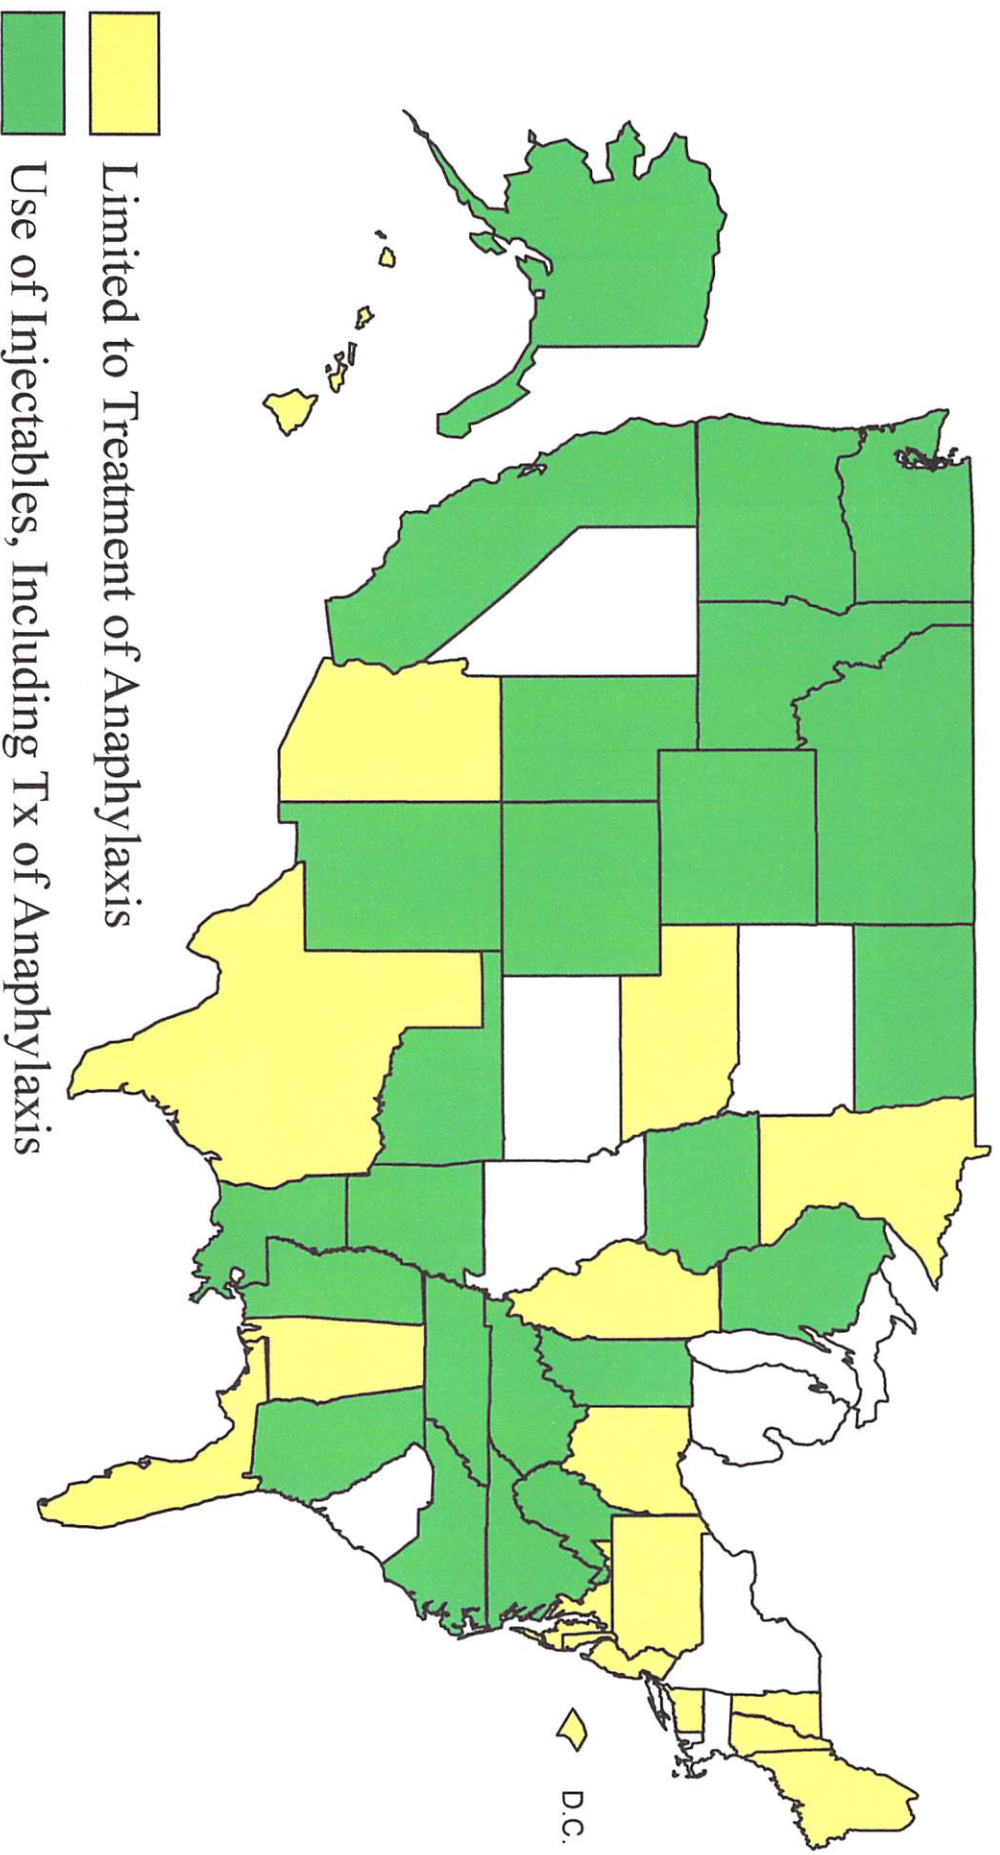 D.C.
Limited to Treatment of Anaphylaxis
Use of Injectables, Including Tx of Anaphylaxis